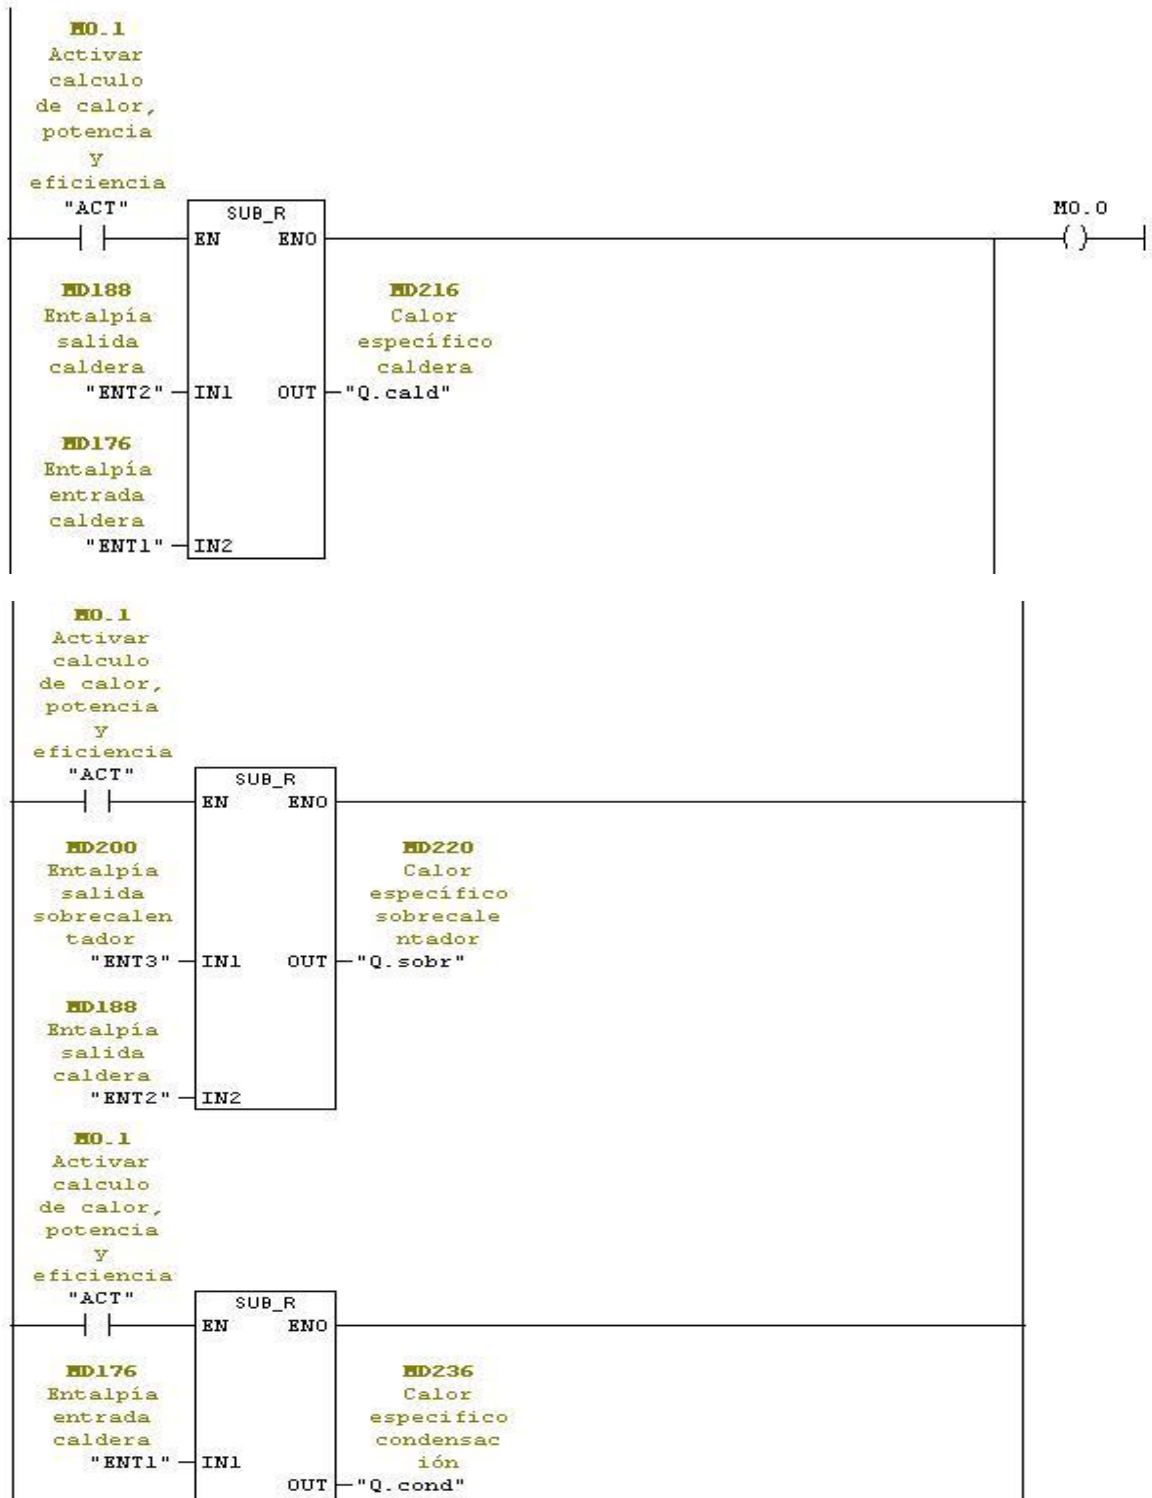 M0.1
Activar
calculo
de calor,
potencia
y
eficiencia
"ACT"
SUB_R
M0.0
EN ENO
MD188
Entalpía
salida
caldera
"ENT2"
IN1 OUT
MD216
Calor
específico
caldera
"Q.cald"
MD176
Entalpía
entrada
caldera
"ENT1"
IN2
M0.1
Activar
calculo
de calor,
potencia
y
eficiencia
"ACT"
SUB_R
EN ENO
MD200
Entalpía
salida
sobrecalen
tador
"ENT3"
IN1 OUT
MD220
Calor
específico
sobrecale
ntador
"Q.sobr"
MD188
Entalpía
salida
caldera
"ENT2"
IN2
M0.1
Activar
calculo
de calor,
potencia
y
eficiencia
"ACT"
SUB_R
EN ENO
MD176
Entalpía
entrada
caldera
"ENT1"
IN1
MD236
Calor
especifico
condensac
ión
OUT
"Q.cond"